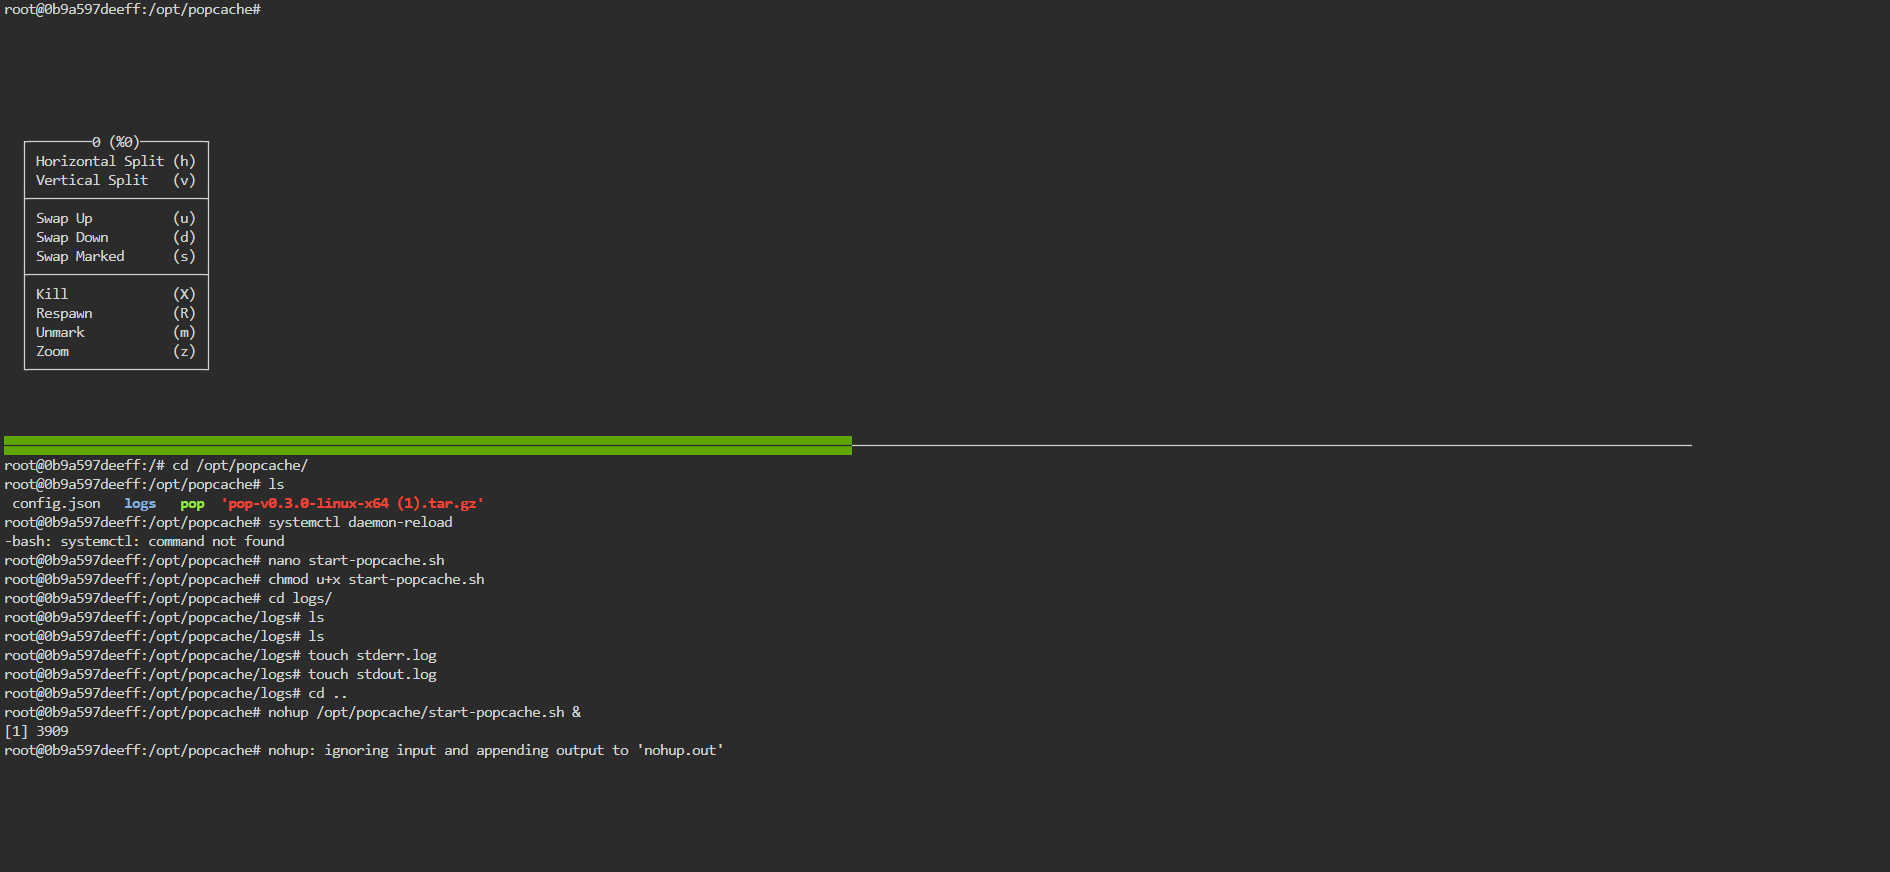 root@0b9a597deeff:/opt/popcache#
0 (%0)
Horizontal Split (h)
Vertical Split   (v)
Swap Up          (u)
Swap Down        (d)
Swap Marked      (s)
Kill             (X)
Respawn          (R)
Unmark           (m)
Zoom             (z)
root@0b9a597deeff:/# cd /opt/popcache/
root@0b9a597deeff:/opt/popcache# ls
config.json   logs   pop  'pop-v0.3.0-linux-x64 (1).tar.gz'
root@0b9a597deeff:/opt/popcache# systemctl daemon-reload
-bash: systemctl: command not found
root@0b9a597deeff:/opt/popcache# nano start-popcache.sh
root@0b9a597deeff:/opt/popcache# chmod u+x start-popcache.sh
root@0b9a597deeff:/opt/popcache# cd logs/
root@0b9a597deeff:/opt/popcache/logs# ls
root@0b9a597deeff:/opt/popcache/logs# ls
root@0b9a597deeff:/opt/popcache/logs# touch stderr.log
root@0b9a597deeff:/opt/popcache/logs# touch stdout.log
root@0b9a597deeff:/opt/popcache/logs# cd ..
root@0b9a597deeff:/opt/popcache# nohup /opt/popcache/start-popcache.sh &
[1] 3909
root@0b9a597deeff:/opt/popcache# nohup: ignoring input and appending output to 'nohup.out'